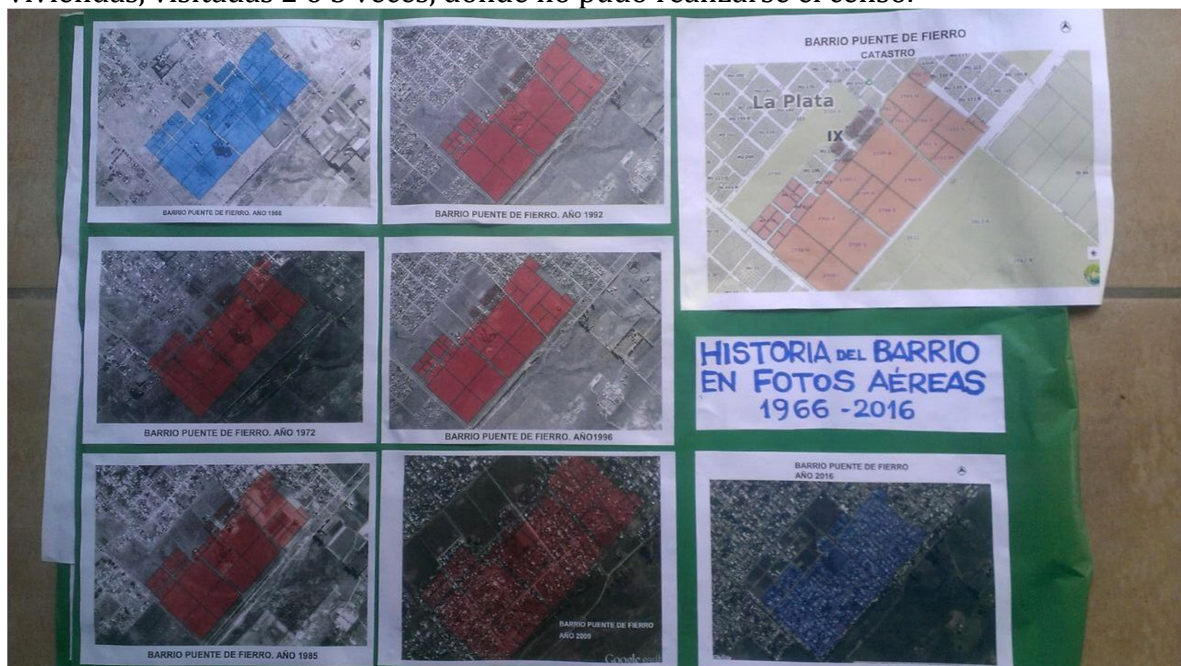 viviendas, visitadas 2 o 3 veces, donde no pudo realizarse el censo.
BARRIO PUENTE DE FIERRO. AÑO 1966
BARRIO PUENTE DE FIERRO. AÑO 1992
BARRIO PUENTE DE FIERRO
CATASTRO
La Plata
IX
BARRIO PUENTE DE FIERRO. AÑO 1972
BARRIO PUENTE DE FIERRO. AÑO1996
HISTORIA DEL BARRIO
EN FOTOS AÉREAS
1966 - 2016
BARRIO PUENTE DE FIERRO. AÑO 1985
BARRIO PUENTE DE FIERRO
AÑO 2009
BARRIO PUENTE DE FIERRO
AÑO 2016